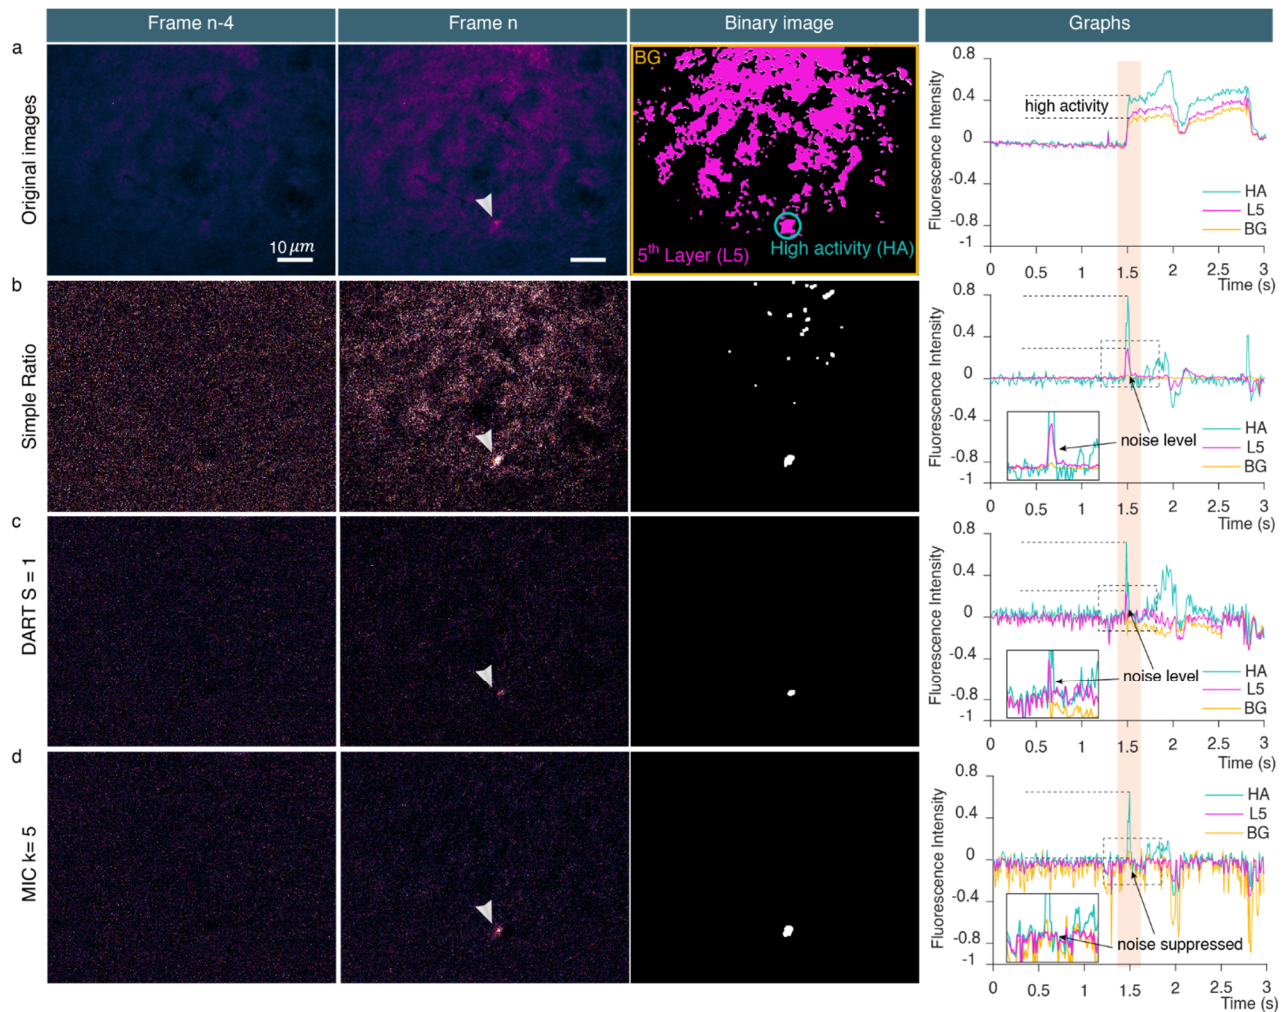 Frame n-4
Frame n
Binary image
Graphs
a
Original images
10 μm
BG
5th Layer (L5)
High activity (HA)
Fluorescence Intensity
0.8
0.4
0
-0.4
-0.8
-1
high activity
HA
L5
BG
0 0.5 1 1.5 2 2.5 3
Time (s)
b
Simple Ratio
Fluorescence Intensity
0.8
0.4
0
-0.4
-0.8
-1
noise level
HA
L5
BG
0 0.5 1 1.5 2 2.5 3
Time (s)
c
DART S = 1
Fluorescence Intensity
0.8
0.4
0
-0.4
-0.8
-1
noise level
HA
L5
BG
0 0.5 1 1.5 2 2.5 3
Time (s)
d
MIC k= 5
Fluorescence Intensity
0.8
0.4
0
-0.4
-0.8
-1
HA
L5
BG
noise suppressed
0 0.5 1 1.5 2 2.5 3
Time (s)